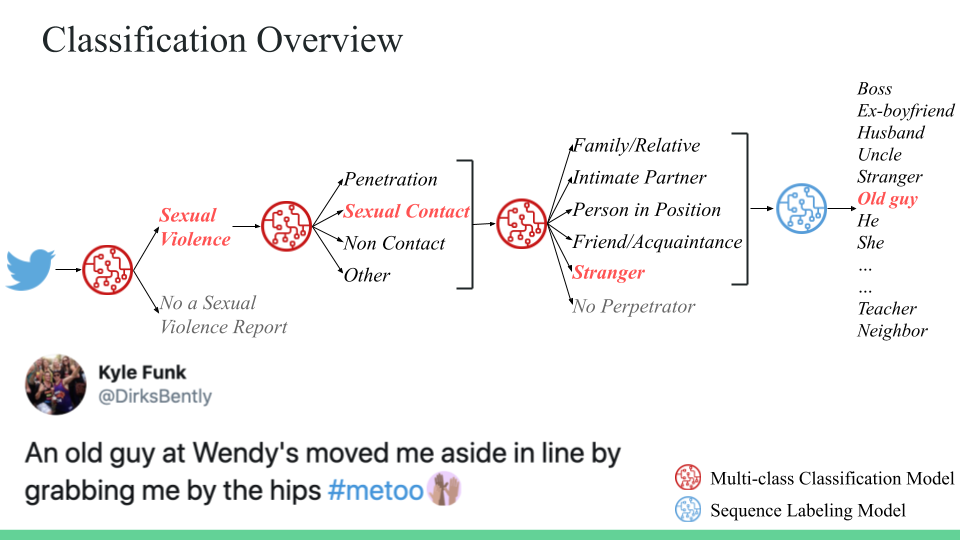 Classification Overview
Sexual
Violence
No a Sexual
Violence Report
Penetration
Sexual Contact
Non Contact
Other
Family/Relative
Intimate Partner
Person in Position
Friend/Acquaintance
Stranger
No Perpetrator
Boss
Ex-boyfriend
Husband
Uncle
Stranger
Old guy
He
She
...
...
Teacher
Neighbor
Kyle Funk
@DirksBently
An old guy at Wendy's moved me aside in line by
grabbing me by the hips #metoo
Multi-class Classification Model
Sequence Labeling Model